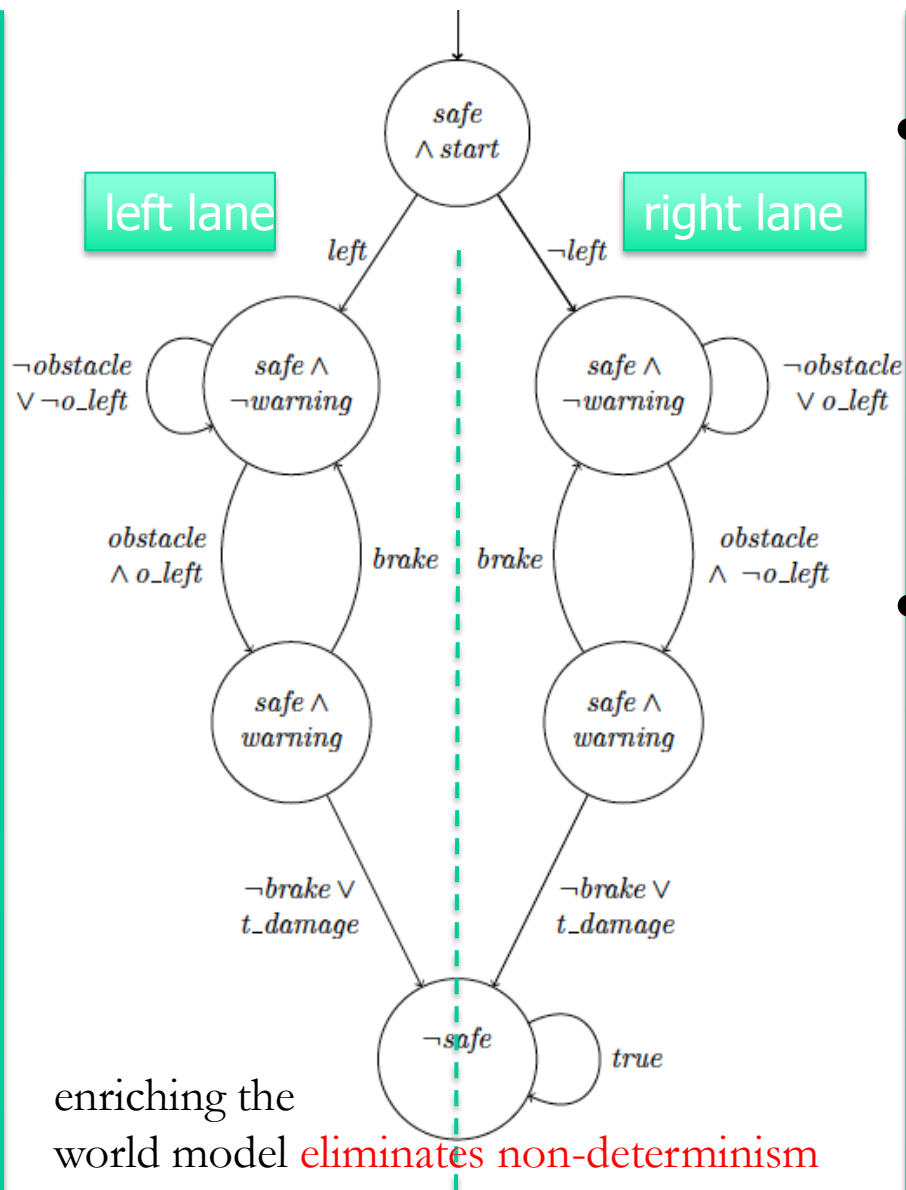 safe
∧ start
left lane
right lane
left
¬left
¬obstacle
∨ ¬o_left
safe ∧
¬warning
safe ∧
¬warning
¬obstacle
∨ o_left
obstacle
∧ o_left
brake
brake
obstacle
∧ ¬o_left
safe ∧
warning
safe ∧
warning
¬brake ∨
t_damage
¬brake ∨
t_damage
¬safe
true
enriching the
world model eliminates non-determinism